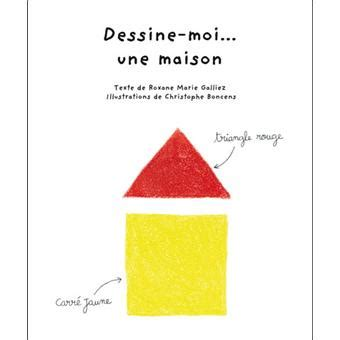 Dessine-moi...
une maison
Texte de Roxane Marie Galliez
Illustrations de Christophe Boncens
triangle rouge
carré jaune